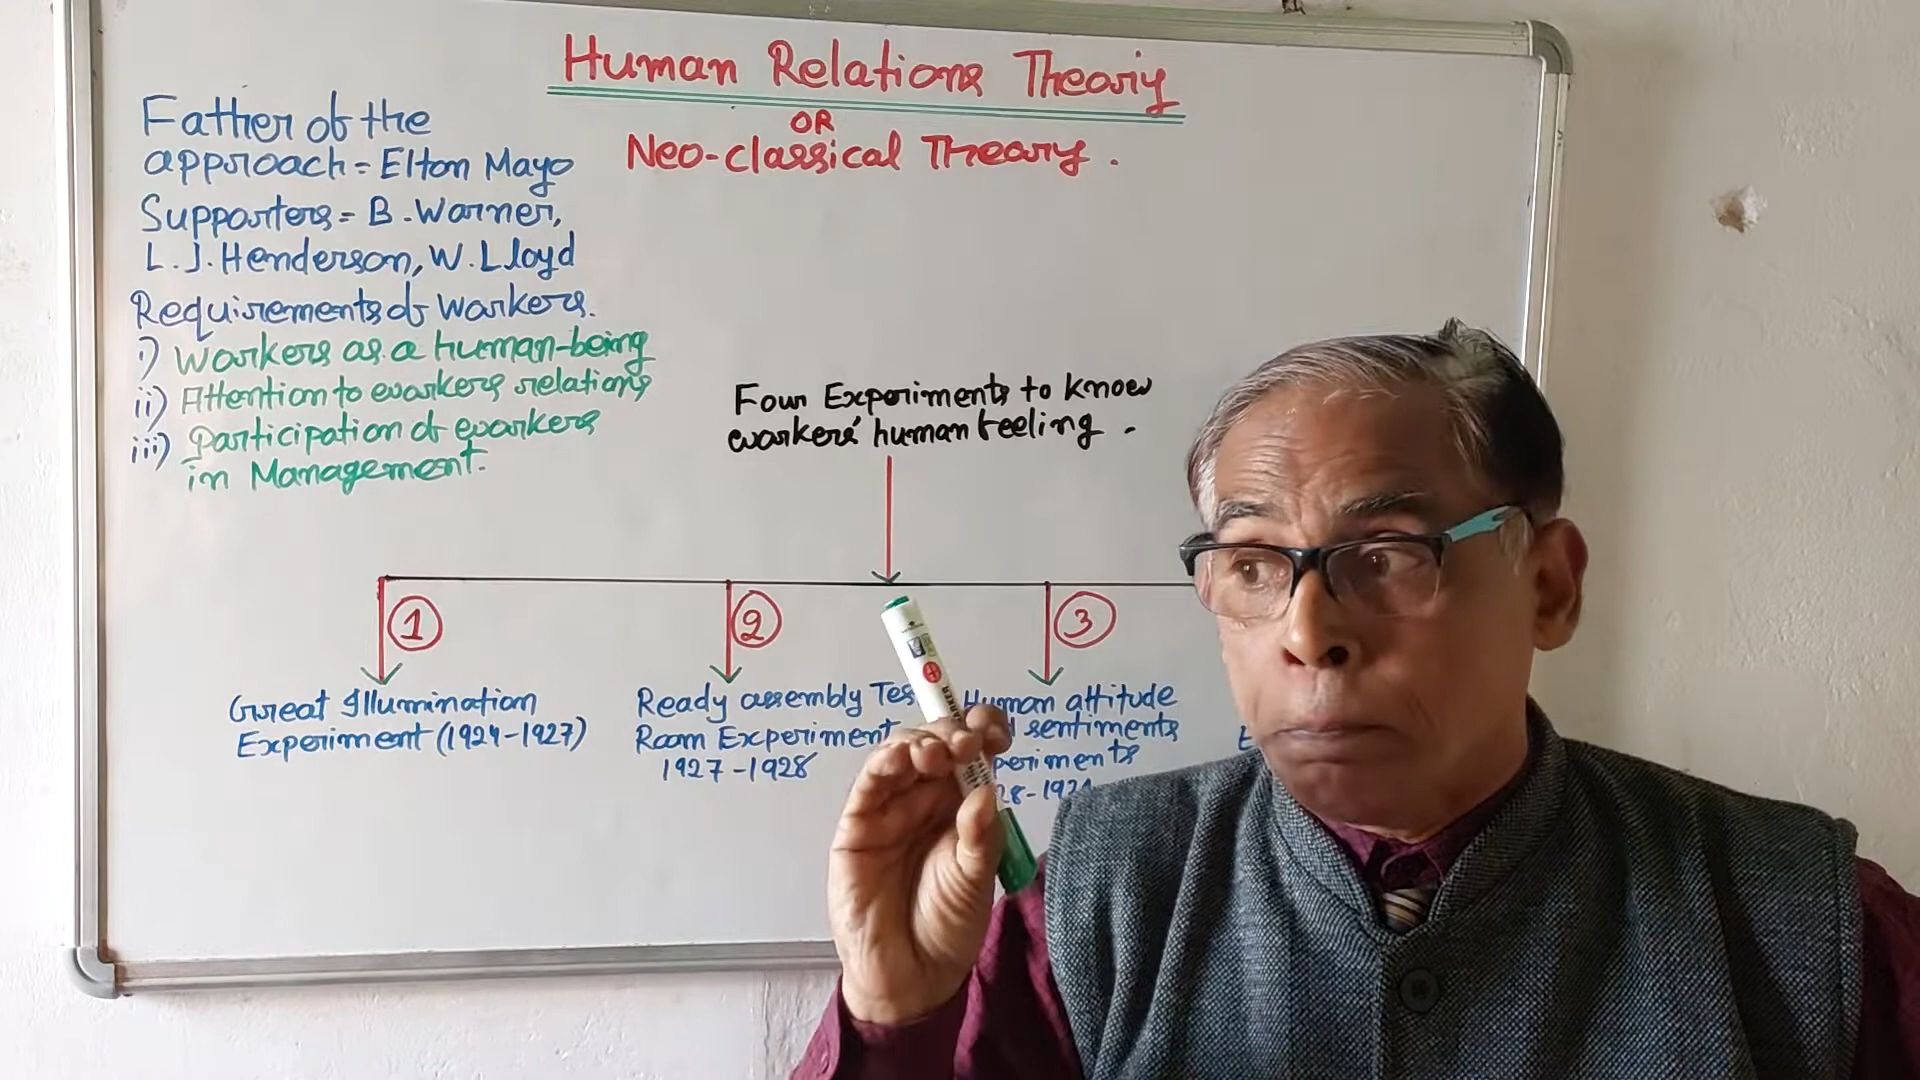 Human Relations Theory
OR
Neo-classical Theory.
Father of the
approach = Elton Mayo
Supporters = B. Warner,
L. J. Henderson, W. Lloyd
Requirements of workers.
i) Workers as a human-being
ii) Attention to workers relations
iii) Participation of workers
in Management.
Four Experiments to know
workers' human feeling.
1
2
3
Great Illumination
Experiment (1924-1927)
Ready assembly Tes
Room Experiment
1927-1928
Human attitude
sentiments
periments
MARKER